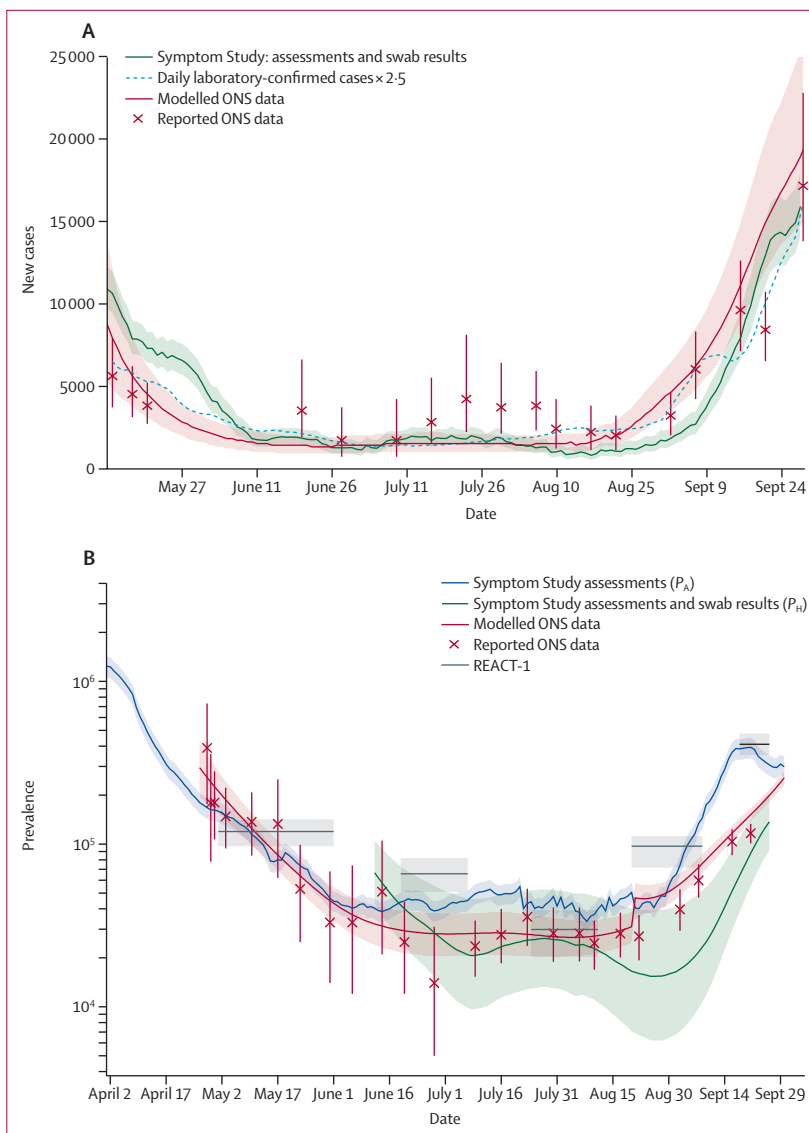 A
Symptom Study: assessments and swab results
Daily laboratory-confirmed cases × 2·5
Modelled ONS data
Reported ONS data
25 000
20 000
15 000
10 000
5000
0
New cases
May 27 June 11 June 26 July 11 July 26 Aug 10 Aug 25 Sept 9 Sept 24
Date
B
Symptom Study assessments (P_A)
Symptom Study assessments and swab results (P_H)
Modelled ONS data
Reported ONS data
REACT-1
10⁶
10⁵
10⁴
Prevalence
April 2 April 17 May 2 May 17 June 1 June 16 July 1 July 16 July 31 Aug 15 Aug 30 Sept 14 Sept 29
Date